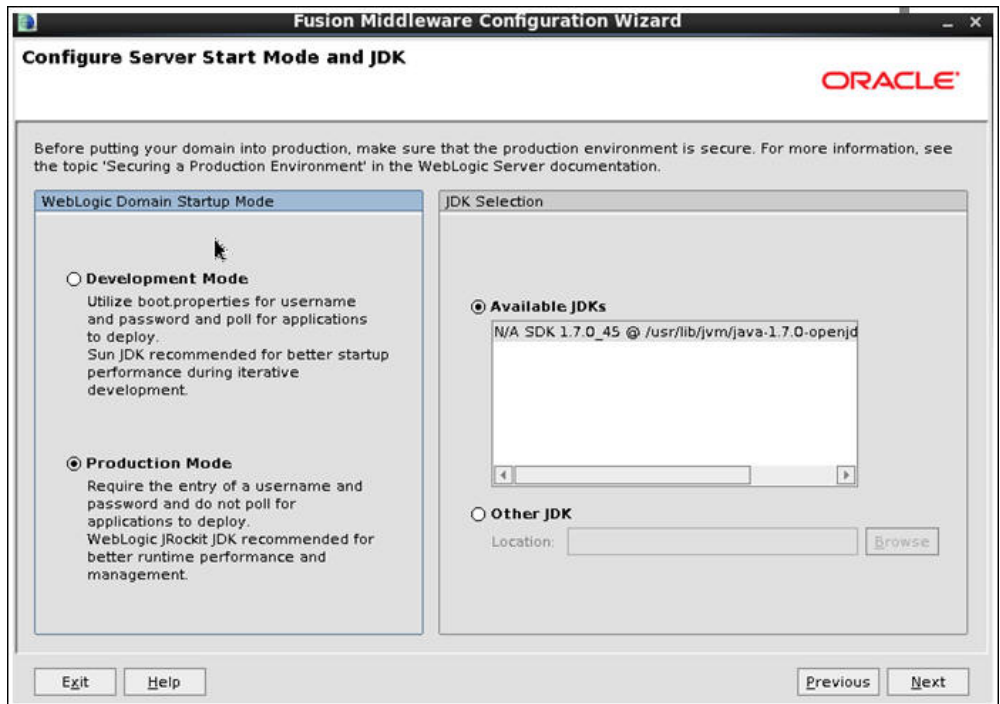 Fusion Middleware Configuration Wizard
Configure Server Start Mode and JDK
ORACLE
Before putting your domain into production, make sure that the production environment is secure. For more information, see
the topic 'Securing a Production Environment' in the WebLogic Server documentation.
WebLogic Domain Startup Mode
Development Mode
Utilize boot.properties for username
and password and poll for applications
to deploy.
Sun JDK recommended for better startup
performance during iterative
development.
Production Mode
Require the entry of a username and
password and do not poll for
applications to deploy.
WebLogic JRockit JDK recommended for
better runtime performance and
management.
JDK Selection
Available JDKs
N/A SDK 1.7.0_45 @ /usr/lib/jvm/java-1.7.0-openjd
Other JDK
Location:
Browse
Exit
Help
Previous
Next